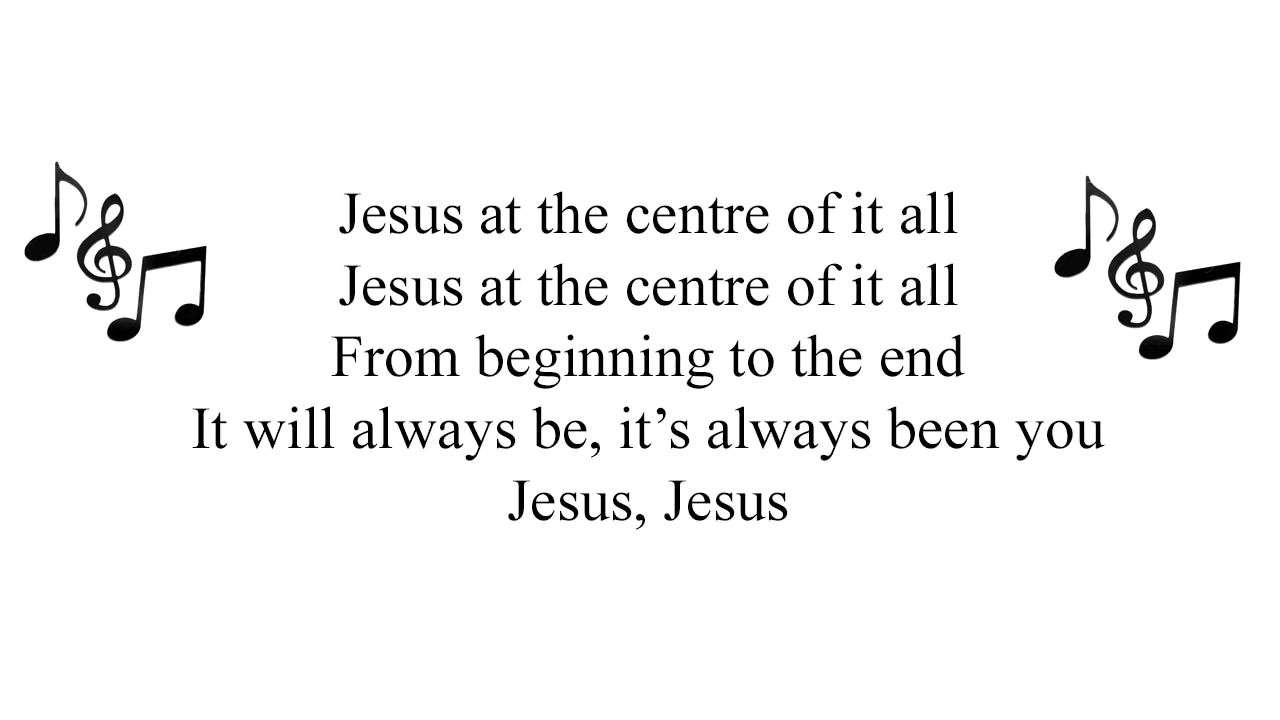 Jesus at the centre of it all
Jesus at the centre of it all
From beginning to the end
It will always be, it’s always been you
Jesus, Jesus